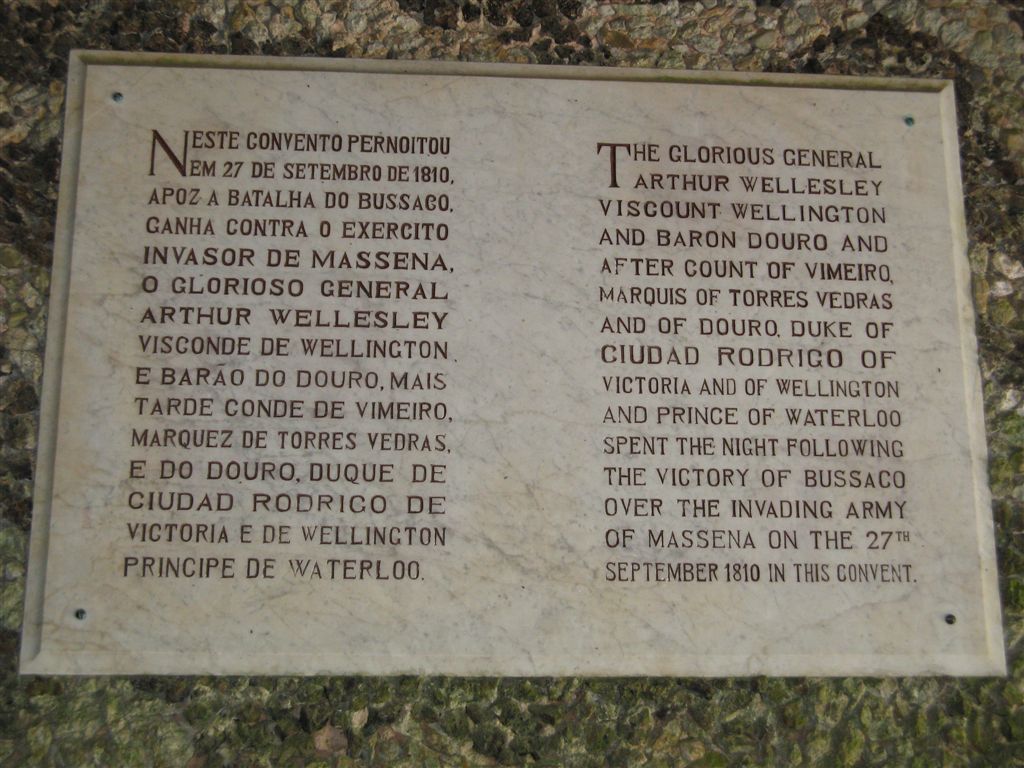 NESTE CONVENTO PERNOITOU
EM 27 DE SETEMBRO DE 1810,
APOZ A BATALHA DO BUSSACO,
GANHA CONTRA O EXERCITO
INVASOR DE MASSENA,
O GLORIOSO GENERAL
ARTHUR WELLESLEY
VISCONDE DE WELLINGTON
E BARÃO DO DOURO, MAIS
TARDE CONDE DE VIMEIRO,
MARQUEZ DE TORRES VEDRAS,
E DO DOURO, DUQUE DE
CIUDAD RODRIGO DE
VICTORIA E DE WELLINGTON
PRINCIPE DE WATERLOO.
THE GLORIOUS GENERAL
ARTHUR WELLESLEY
VISCOUNT WELLINGTON
AND BARON DOURO AND
AFTER COUNT OF VIMEIRO,
MARQUIS OF TORRES VEDRAS
AND OF DOURO, DUKE OF
CIUDAD RODRIGO OF
VICTORIA AND OF WELLINGTON
AND PRINCE OF WATERLOO
SPENT THE NIGHT FOLLOWING
THE VICTORY OF BUSSACO
OVER THE INVADING ARMY
OF MASSENA ON THE 27TH
SEPTEMBER 1810 IN THIS CONVENT.